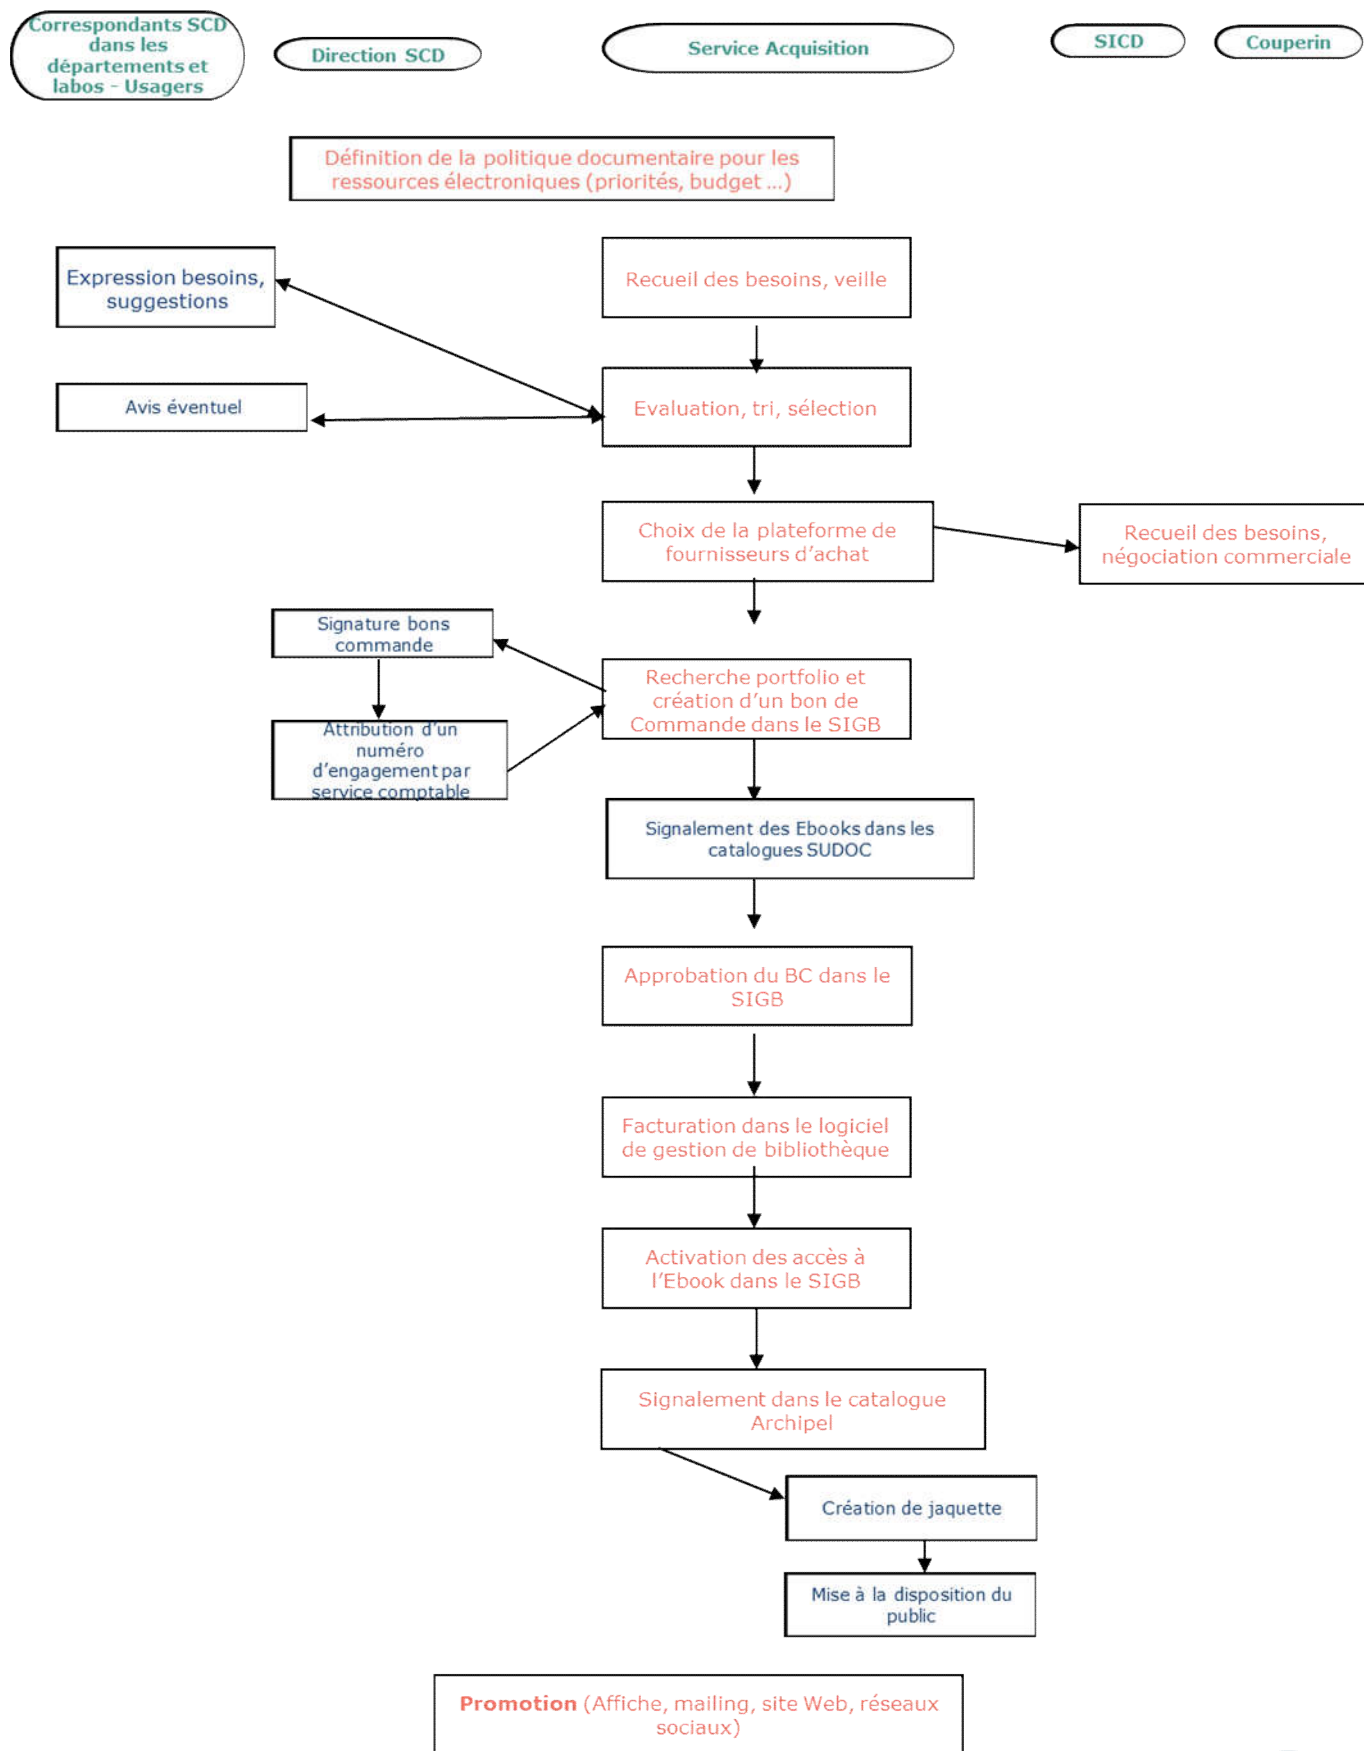 Correspondants SCD
dans les
départements et
labos - Usagers
Direction SCD
Service Acquisition
SICD
Couperin
Définition de la politique documentaire pour les
ressources électroniques (priorités, budget ...)
Expression besoins,
suggestions
Recueil des besoins, veille
Avis éventuel
Evaluation, tri, sélection
Choix de la plateforme de
fournisseurs d'achat
Recueil des besoins,
négociation commerciale
Signature bons
commande
Recherche portfolio et
création d'un bon de
Commande dans le SIGB
Attribution d'un
numéro
d'engagement par
service comptable
Signalement des Ebooks dans les
catalogues SUDOC
Approbation du BC dans le
SIGB
Facturation dans le logiciel
de gestion de bibliothèque
Activation des accès à
l'Ebook dans le SIGB
Signalement dans le catalogue
Archipel
Création de jaquette
Mise à la disposition du
public
Promotion (Affiche, mailing, site Web, réseaux
sociaux)